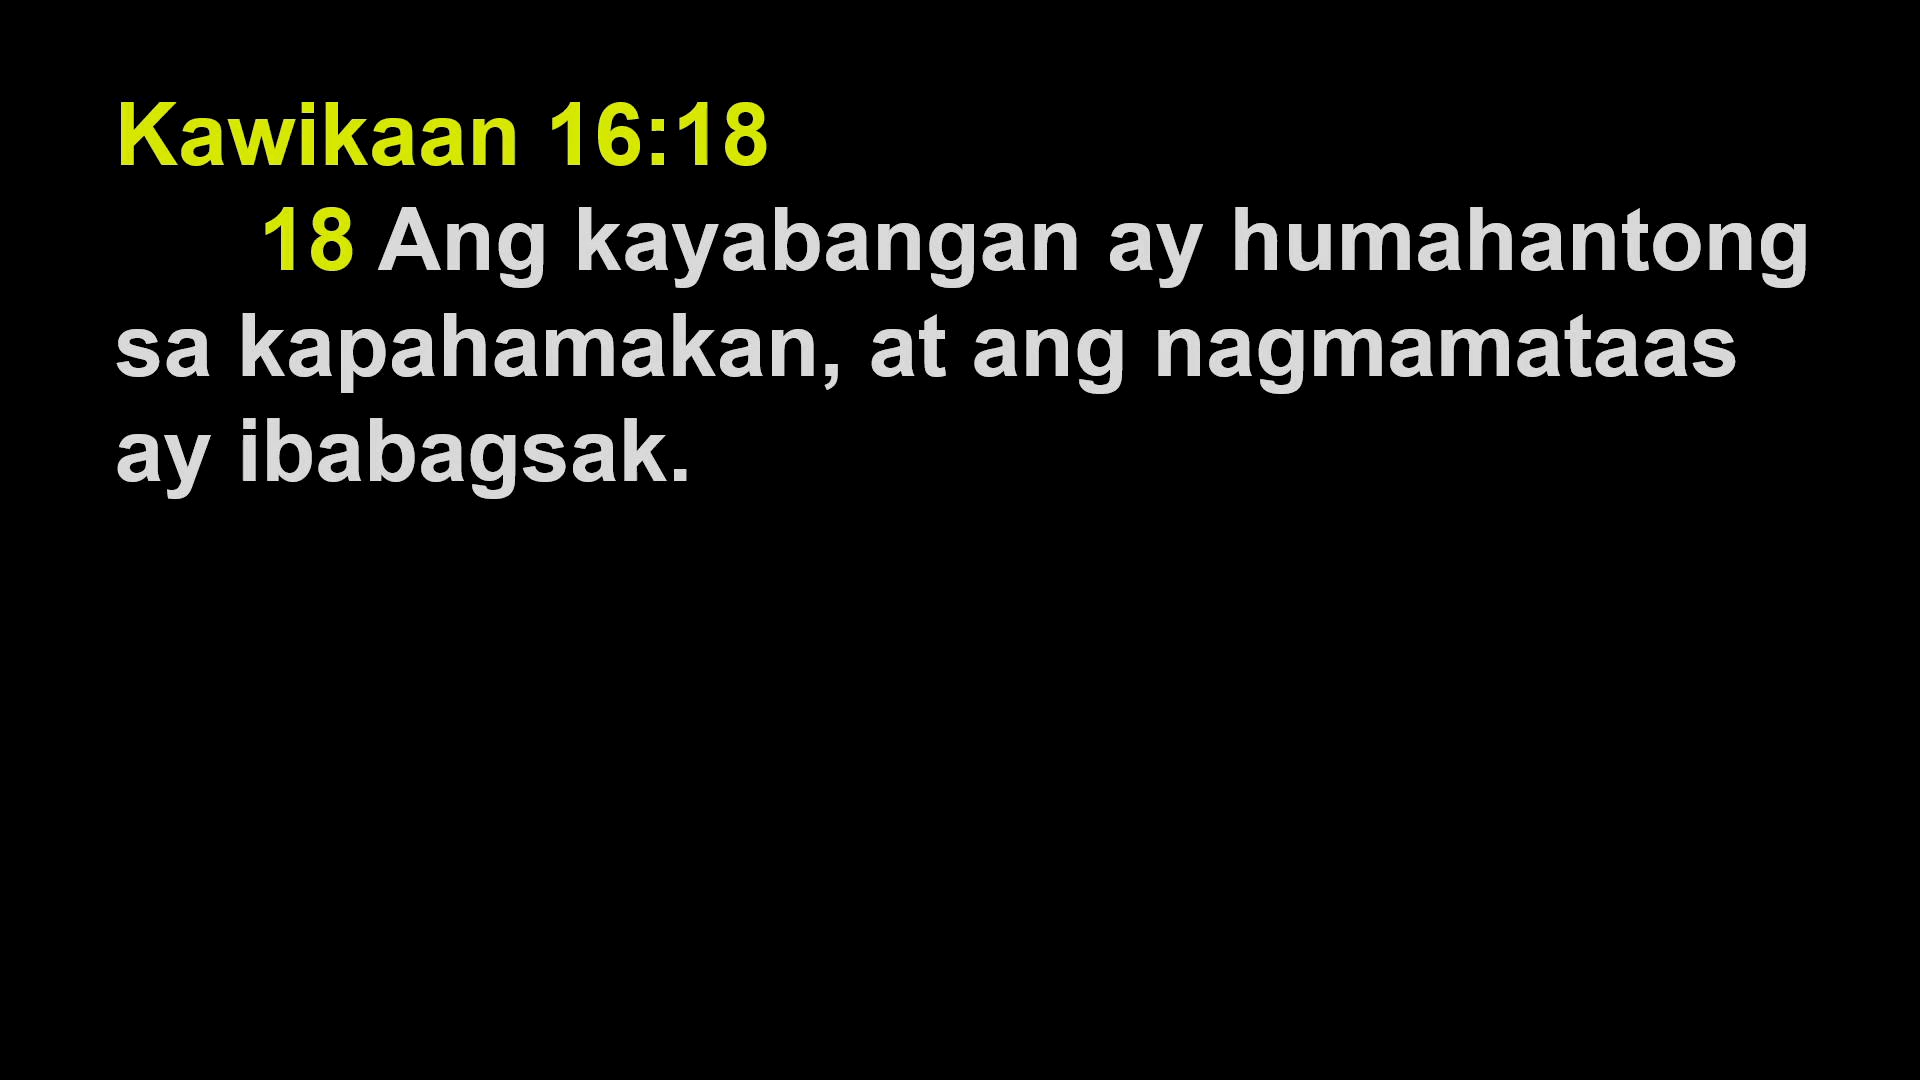 Kawikaan 16:18
18 Ang kayabangan ay humahantong
sa kapahamakan, at ang nagmamataas
ay ibabagsak.